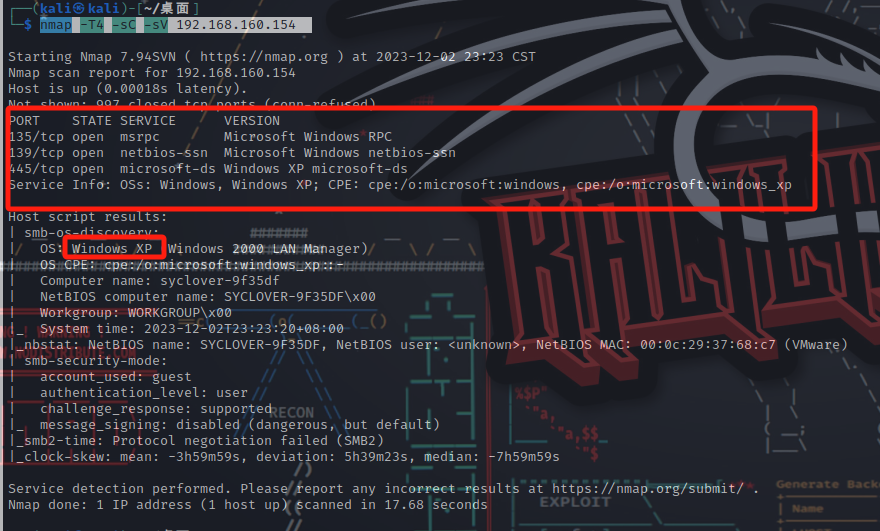 (kali㉿kali)-[~/桌面]
$ nmap -T4 -sC -sV 192.168.160.154
Starting Nmap 7.94SVN ( https://nmap.org ) at 2023-12-02 23:23 CST
Nmap scan report for 192.168.160.154
Host is up (0.00018s latency).
Not shown: 997 closed tcp ports (conn-refused)
PORT    STATE SERVICE      VERSION
135/tcp open  msrpc        Microsoft Windows RPC
139/tcp open  netbios-ssn  Microsoft Windows netbios-ssn
445/tcp open  microsoft-ds Windows XP microsoft-ds
Service Info: OSs: Windows, Windows XP; CPE: cpe:/o:microsoft:windows, cpe:/o:microsoft:windows_xp
Host script results:
| smb-os-discovery:
|   OS: Windows XP (Windows 2000 LAN Manager)
|   OS CPE: cpe:/o:microsoft:windows_xp::-
|   Computer name: syclover-9f35df
|   NetBIOS computer name: SYCLOVER-9F35DF\x00
|   Workgroup: WORKGROUP\x00
|_  System time: 2023-12-02T23:23:20+08:00
|_nbstat: NetBIOS name: SYCLOVER-9F35DF, NetBIOS user: <unknown>, NetBIOS MAC: 00:0c:29:37:68:c7 (VMware)
| smb-security-mode:
|   account_used: guest
|   authentication_level: user
|   challenge_response: supported
|_  message_signing: disabled (dangerous, but default)
|_smb2-time: Protocol negotiation failed (SMB2)
|_clock-skew: mean: -3h59m59s, deviation: 5h39m23s, median: -7h59m59s
Service detection performed. Please report any incorrect results at https://nmap.org/submit/ .
Nmap done: 1 IP address (1 host up) scanned in 17.68 seconds
RECON
EXPLOIT
Generate Backd
Name